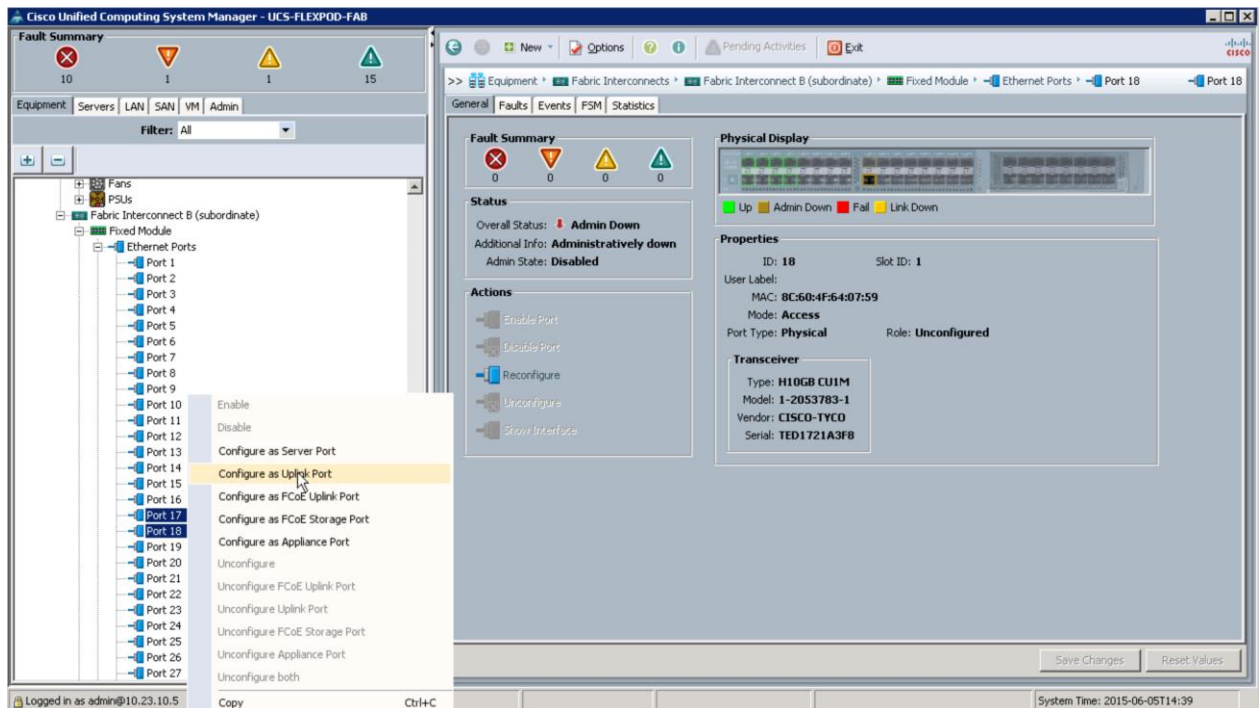 Cisco Unified Computing System Manager - UCS-FLEXPOD-FAB
Fault Summary
10 1 1 15
Equipment Servers LAN SAN VM Admin
Filter: All
Fans
PSUs
Fabric Interconnect B (subordinate)
Fixed Module
Ethernet Ports
Port 1
Port 2
Port 3
Port 4
Port 5
Port 6
Port 7
Port 8
Port 9
Port 10
Port 11
Port 12
Port 13
Port 14
Port 15
Port 16
Port 17
Port 18
Port 19
Port 20
Port 21
Port 22
Port 23
Port 24
Port 25
Port 26
Port 27
Enable
Disable
Configure as Server Port
Configure as Uplink Port
Configure as FCoE Uplink Port
Configure as FCoE Storage Port
Configure as Appliance Port
Unconfigure
Unconfigure FCoE Uplink Port
Unconfigure Uplink Port
Unconfigure FCoE Storage Port
Unconfigure Appliance Port
Unconfigure both
Copy Ctrl+C
New Options Pending Activities Exit
CISCO
>> Equipment Fabric Interconnects Fabric Interconnect B (subordinate) Fixed Module Ethernet Ports Port 18 Port 18
General Faults Events FSM Statistics
Fault Summary
0 0 0 0
Status
Overall Status: Admin Down
Additional Info: Administratively down
Admin State: Disabled
Actions
Enable Port
Disable Port
Reconfigure
Unconfigure
Show Interface
Physical Display
Up Admin Down Fail Link Down
Properties
ID: 18 Slot ID: 1
User Label:
MAC: 8C:60:4F:64:07:59
Mode: Access
Port Type: Physical Role: Unconfigured
Transceiver
Type: H10GB CU1M
Model: 1-2053783-1
Vendor: CISCO-TYCO
Serial: TED1721A3F8
Save Changes Reset Values
Logged in as admin@10.23.10.5
System Time: 2015-06-05T14:39